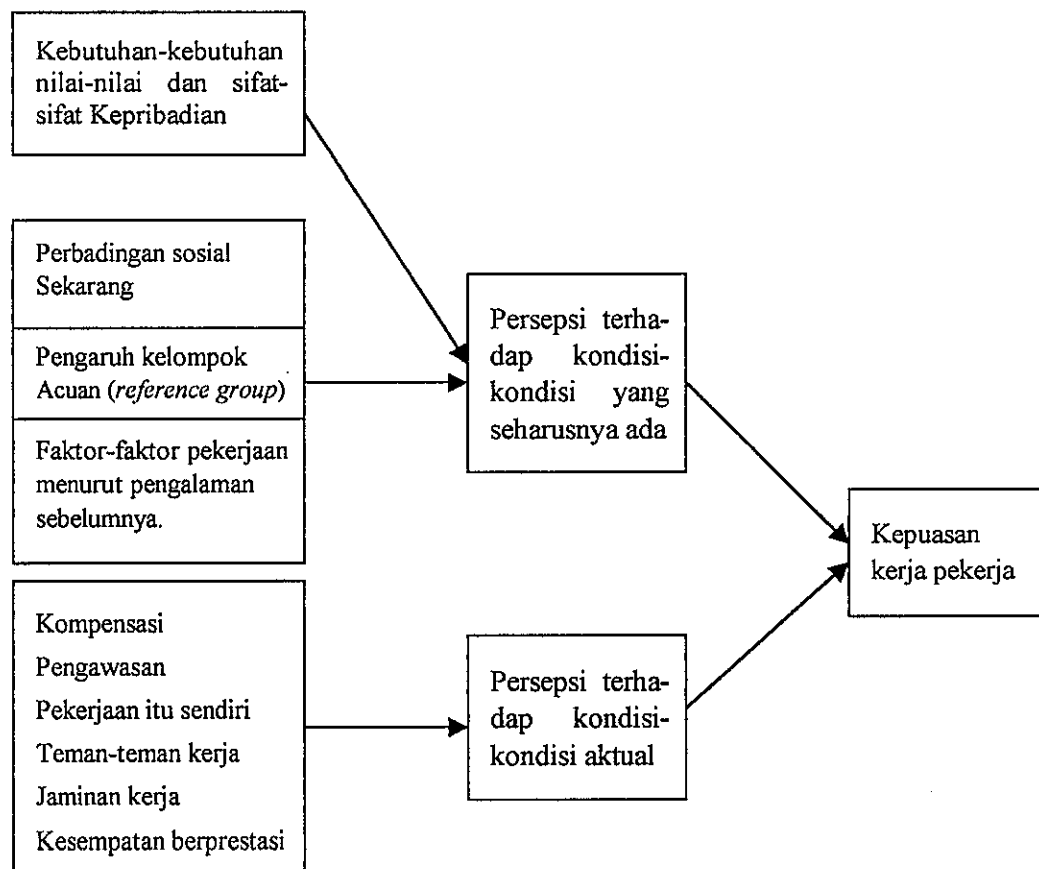 Kebutuhan-kebutuhan
nilai-nilai dan sifat-
sifat Kepribadian
Perbadingan sosial
Sekarang
Pengaruh kelompok
Acuan (reference group)
Faktor-faktor pekerjaan
menurut pengalaman
sebelumnya.
Kompensasi
Pengawasan
Pekerjaan itu sendiri
Teman-teman kerja
Jaminan kerja
Kesempatan berprestasi
Persepsi terha-
dap kondisi-
kondisi yang
seharusnya ada
Persepsi terha-
dap kondisi-
kondisi aktual
Kepuasan
kerja pekerja